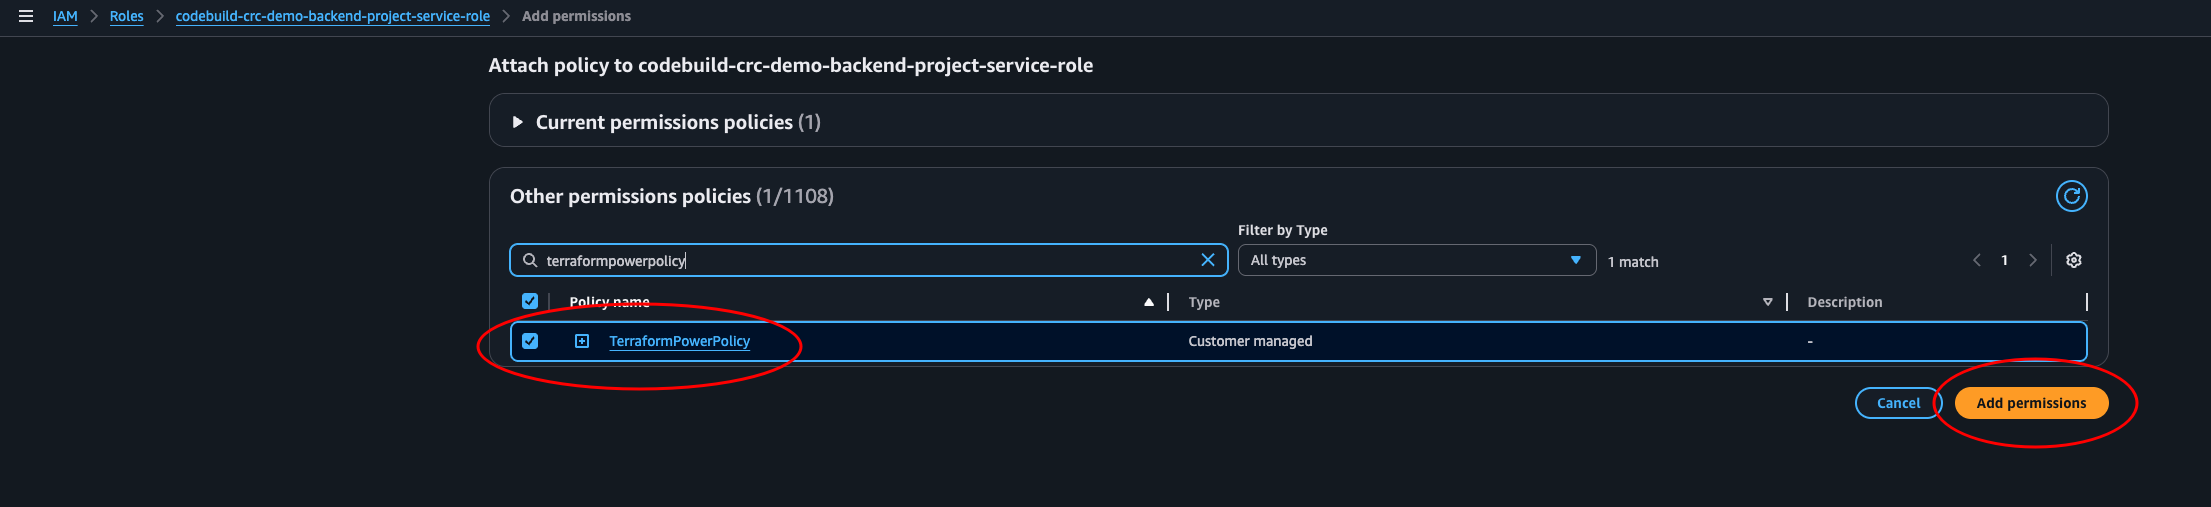 IAM > Roles > codebuild-crc-demo-backend-project-service-role > Add permissions
Attach policy to codebuild-crc-demo-backend-project-service-role
Current permissions policies (1)
Other permissions policies (1/1108)
Filter by Type
terraformpowerpolicy All types 1 match 1
Policy name Type Description
TerraformPowerPolicy Customer managed -
Cancel Add permissions